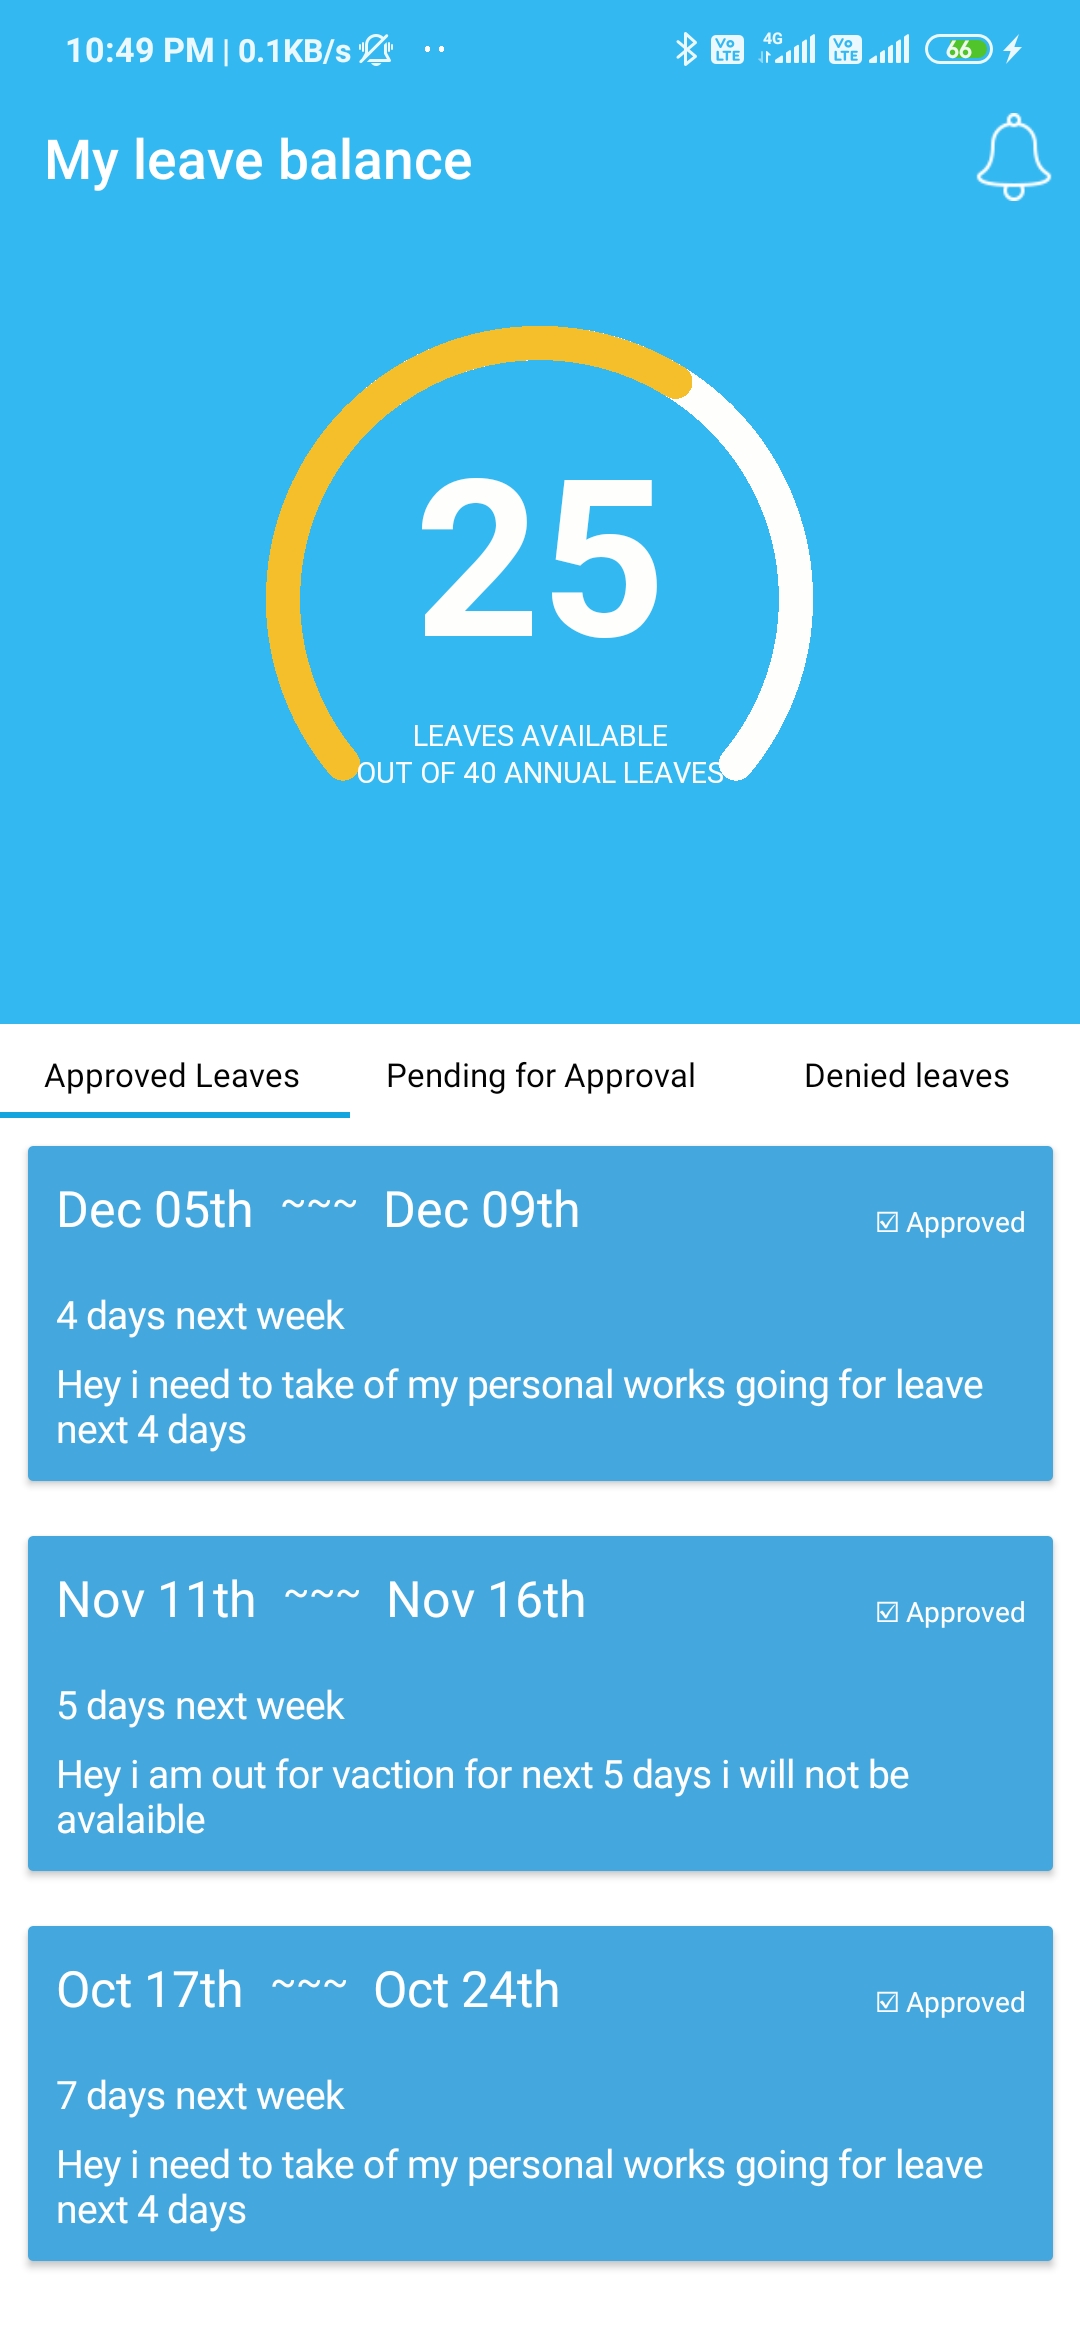 10:49 PM | 0.1KB/s
Vo LTE 4G Vo LTE 66
My leave balance
25
LEAVES AVAILABLE
OUT OF 40 ANNUAL LEAVES
Approved Leaves Pending for Approval Denied leaves
Dec 05th ~~~ Dec 09th
☑ Approved
4 days next week
Hey i need to take of my personal works going for leave
next 4 days
Nov 11th ~~~ Nov 16th
☑ Approved
5 days next week
Hey i am out for vaction for next 5 days i will not be
avalaible
Oct 17th ~~~ Oct 24th
☑ Approved
7 days next week
Hey i need to take of my personal works going for leave
next 4 days